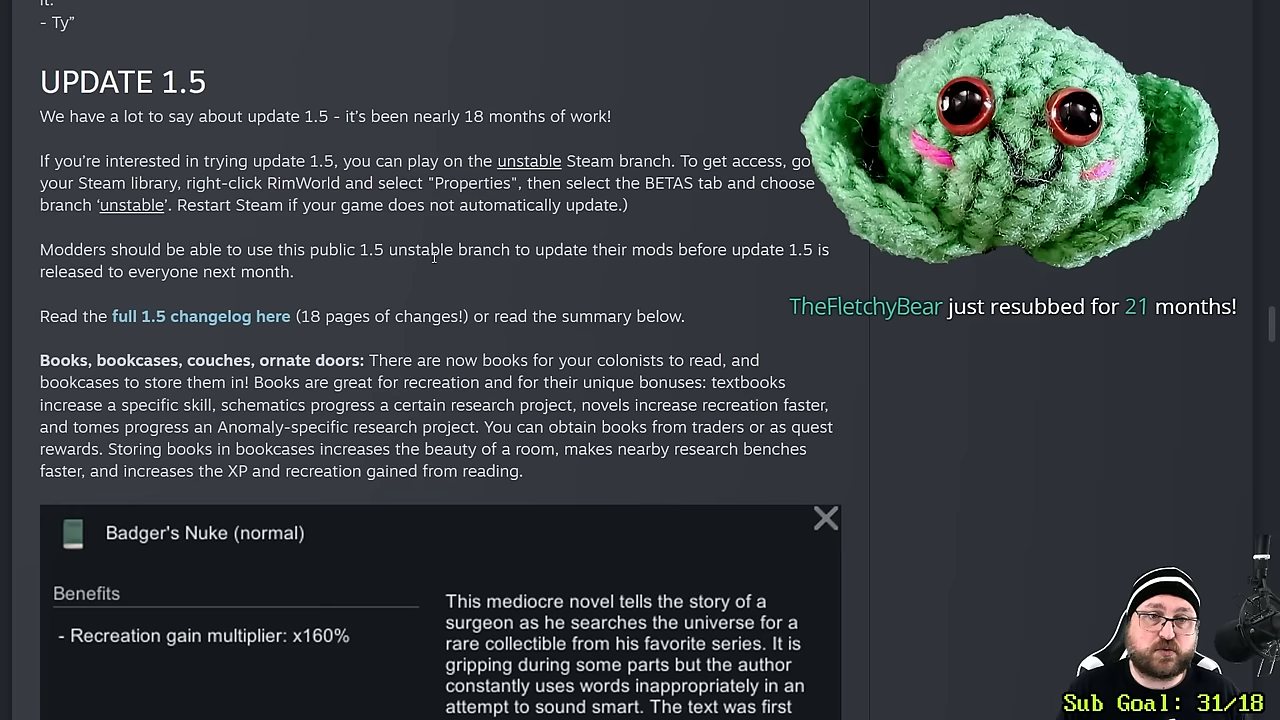 - Ty”
UPDATE 1.5
We have a lot to say about update 1.5 - it’s been nearly 18 months of work!
If you’re interested in trying update 1.5, you can play on the unstable Steam branch. To get access, go
your Steam library, right-click RimWorld and select "Properties", then select the BETAS tab and choose
branch ‘unstable’. Restart Steam if your game does not automatically update.)
Modders should be able to use this public 1.5 unstable branch to update their mods before update 1.5 is
released to everyone next month.
Read the full 1.5 changelog here (18 pages of changes!) or read the summary below.
Books, bookcases, couches, ornate doors: There are now books for your colonists to read, and
bookcases to store them in! Books are great for recreation and for their unique bonuses: textbooks
increase a specific skill, schematics progress a certain research project, novels increase recreation faster,
and tomes progress an Anomaly-specific research project. You can obtain books from traders or as quest
rewards. Storing books in bookcases increases the beauty of a room, makes nearby research benches
faster, and increases the XP and recreation gained from reading.
Badger's Nuke (normal)
Benefits
- Recreation gain multiplier: x160%
This mediocre novel tells the story of a
surgeon as he searches the universe for a
rare collectible from his favorite series. It is
gripping during some parts but the author
constantly uses words inappropriately in an
attempt to sound smart. The text was first
TheFletchyBear just resubbed for 21 months!
Sub Goal: 31/18